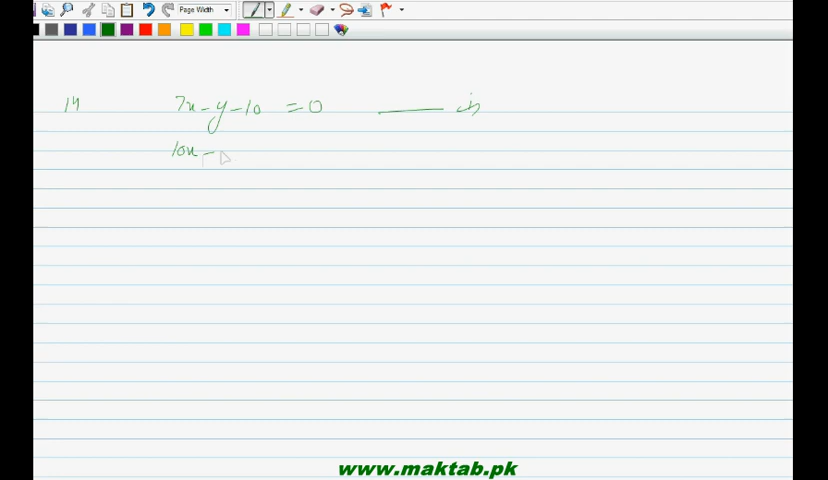 Page Width
14 7x - y - 10 = 0 —— (i)
10x -
www.maktab.pk